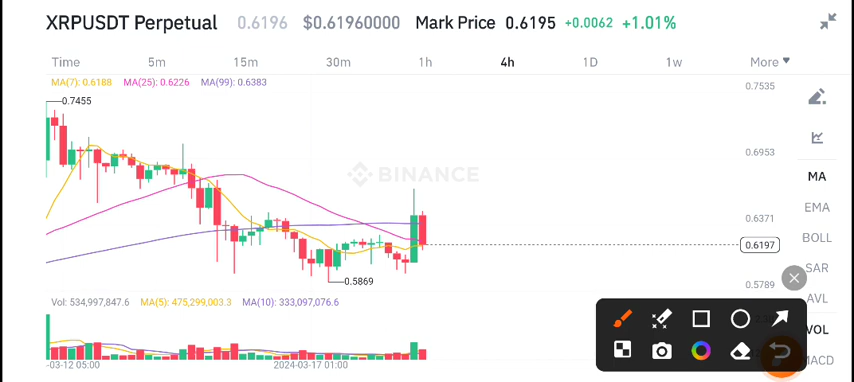 XRPUSDT Perpetual 0.6196 $0.61960000 Mark Price 0.6195 +0.0062 +1.01%
Time 5m 15m 30m 1h 4h 1D 1w More
MA(7): 0.6188 MA(25): 0.6226 MA(99): 0.6383
0.7535
0.7455
0.6953
BINANCE
MA
EMA
0.6371
BOLL
0.6197
SAR
0.5869
0.5789
AVL
Vol: 534,997,847.6 MA(5): 475,299,003.3 MA(10): 333,097,076.6
VOL
MACD
-03-12 05:00 2024-03-17 01:00